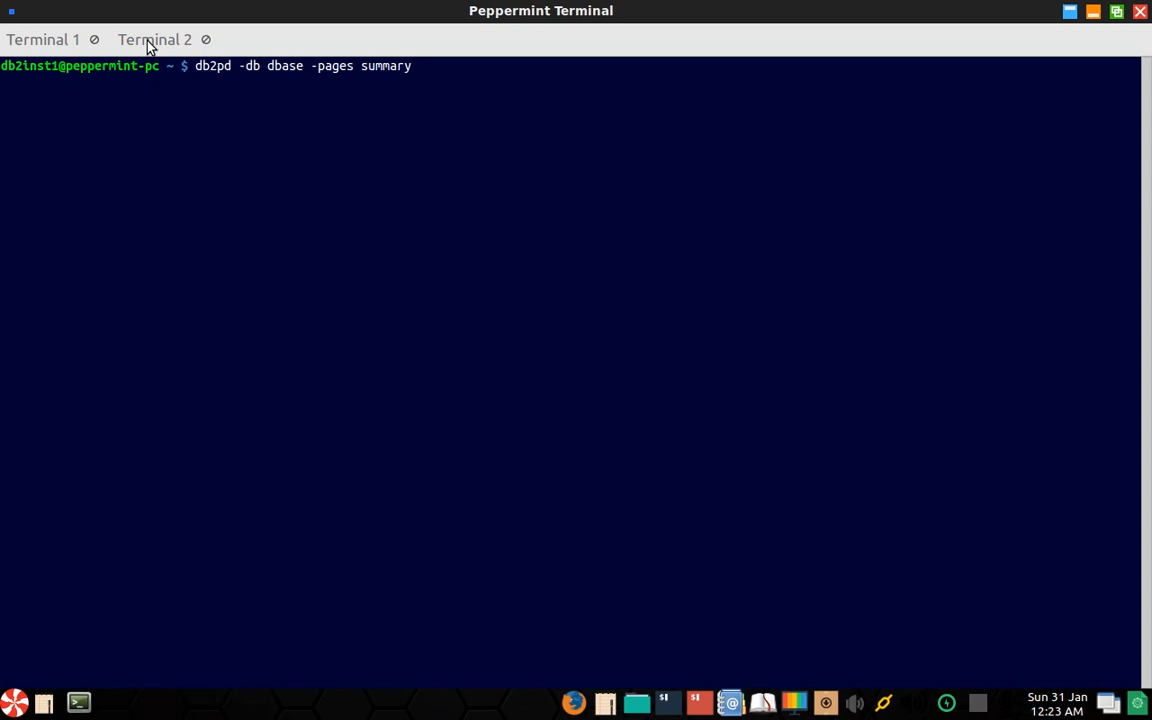 Peppermint Terminal
Terminal 1 Terminal 2
db2inst1@peppermint-pc ~ $ db2pd -db dbase -pages summary
$I $I @
Sun 31 Jan
12:23 AM